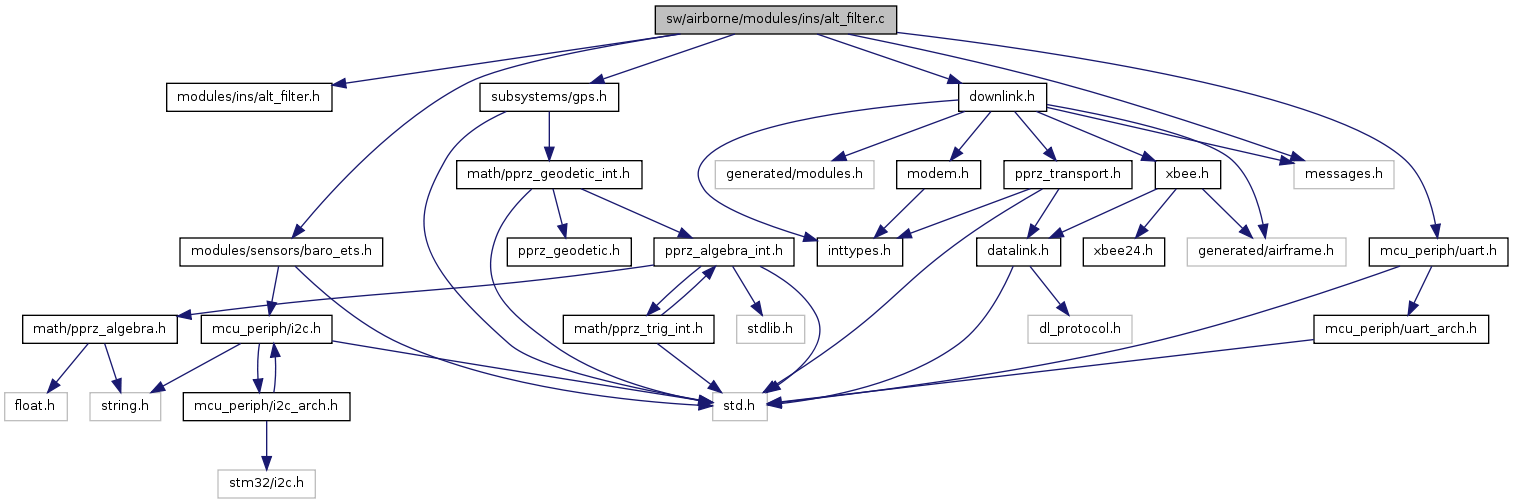 sw/airborne/modules/ins/alt_filter.c
modules/ins/alt_filter.h
subsystems/gps.h
downlink.h
math/pprz_geodetic_int.h
generated/modules.h
modem.h
pprz_transport.h
xbee.h
messages.h
modules/sensors/baro_ets.h
pprz_geodetic.h
pprz_algebra_int.h
inttypes.h
datalink.h
xbee24.h
generated/airframe.h
mcu_periph/uart.h
math/pprz_algebra.h
mcu_periph/i2c.h
math/pprz_trig_int.h
stdlib.h
dl_protocol.h
mcu_periph/uart_arch.h
float.h
string.h
mcu_periph/i2c_arch.h
std.h
stm32/i2c.h